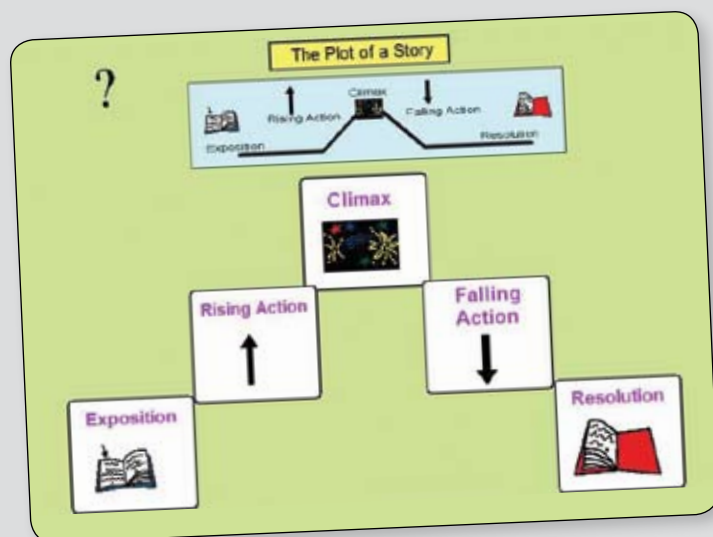 ?
The Plot of a Story
Climax
Rising Action
Falling Action
Exposition
Resolution
Climax
Rising Action
Falling
Action
Exposition
Resolution